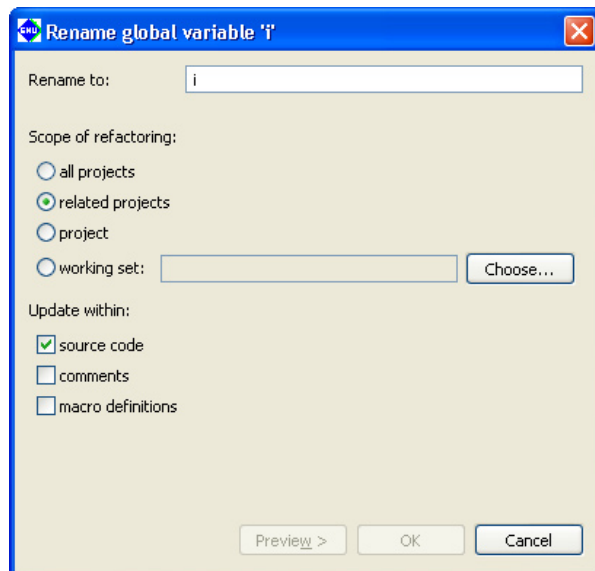 GNU Rename global variable 'i'
Rename to: i
Scope of refactoring:
all projects
related projects
project
working set: Choose...
Update within:
source code
comments
macro definitions
Preview > OK Cancel